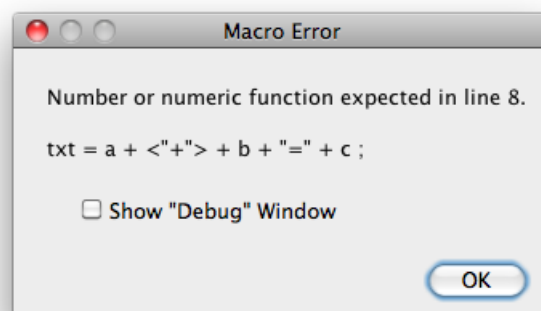 Macro Error
Number or numeric function expected in line 8.
txt = a + <"+"> + b + "=" + c ;
Show "Debug" Window
OK